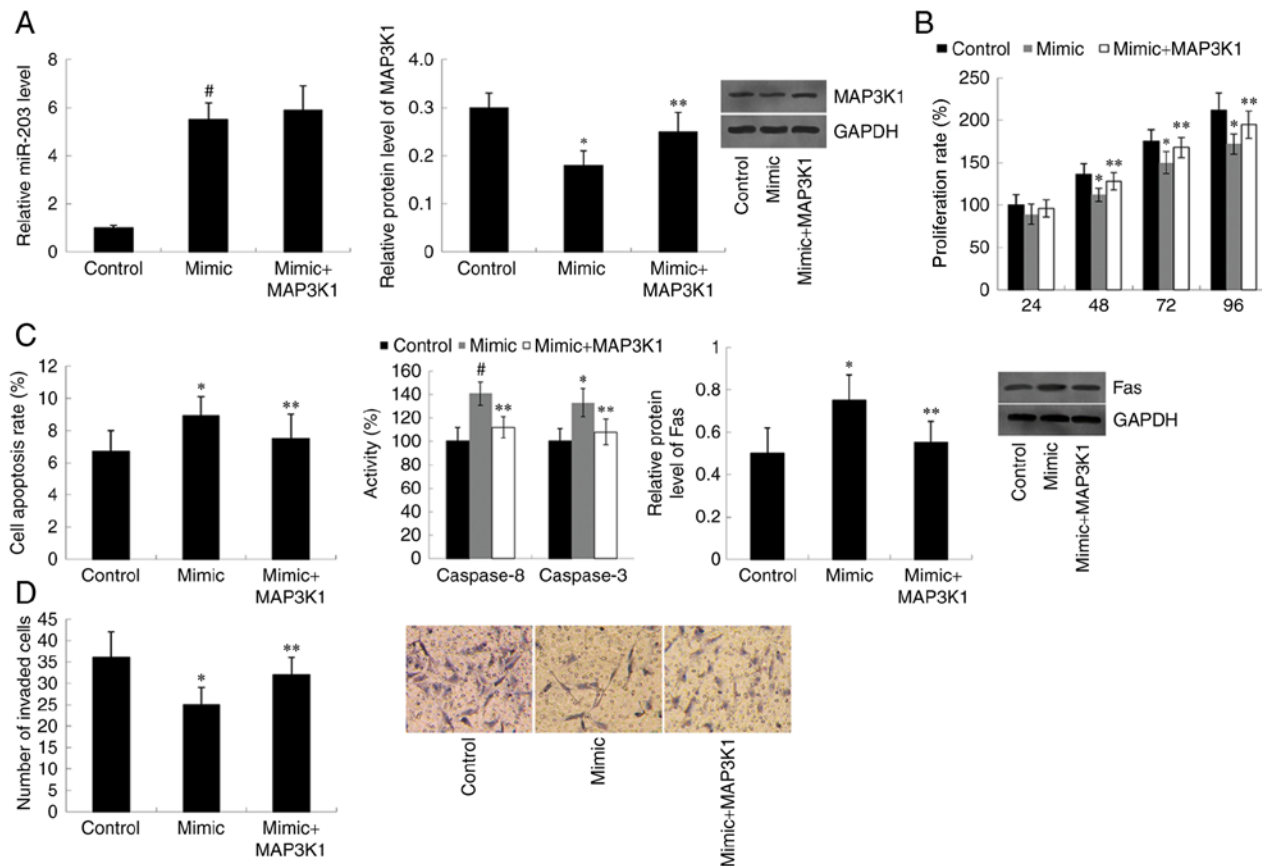 A
Relative miR-203 level
8
6
4
2
0
#
Control
Mimic
Mimic+
MAP3K1
Relative protein level of MAP3K1
4.0
0.3
0.2
0.1
0
*
**
Control
Mimic
Mimic+
MAP3K1
MAP3K1
GAPDH
Control
Mimic
Mimic+MAP3K1
B
Control Mimic Mimic+MAP3K1
Proliferation rate (%)
250
200
150
100
50
0
*
**
*
**
*
**
24 48 72 96
C
Cell apoptosis rate (%)
12
10
8
6
4
2
0
*
**
Control
Mimic
Mimic+
MAP3K1
Control Mimic Mimic+MAP3K1
Activity (%)
160
140
120
100
80
60
40
20
0
#
**
*
**
Caspase-8 Caspase-3
Relative protein
level of Fas
1
0.8
0.6
0.4
0.2
0
*
**
Control
Mimic
Mimic+
MAP3K1
Fas
GAPDH
Control
Mimic
Mimic+MAP3K1
D
Number of invaded cells
45
40
35
30
25
20
15
10
5
0
*
**
Control
Mimic
Mimic+
MAP3K1
Control
Mimic
Mimic+MAP3K1